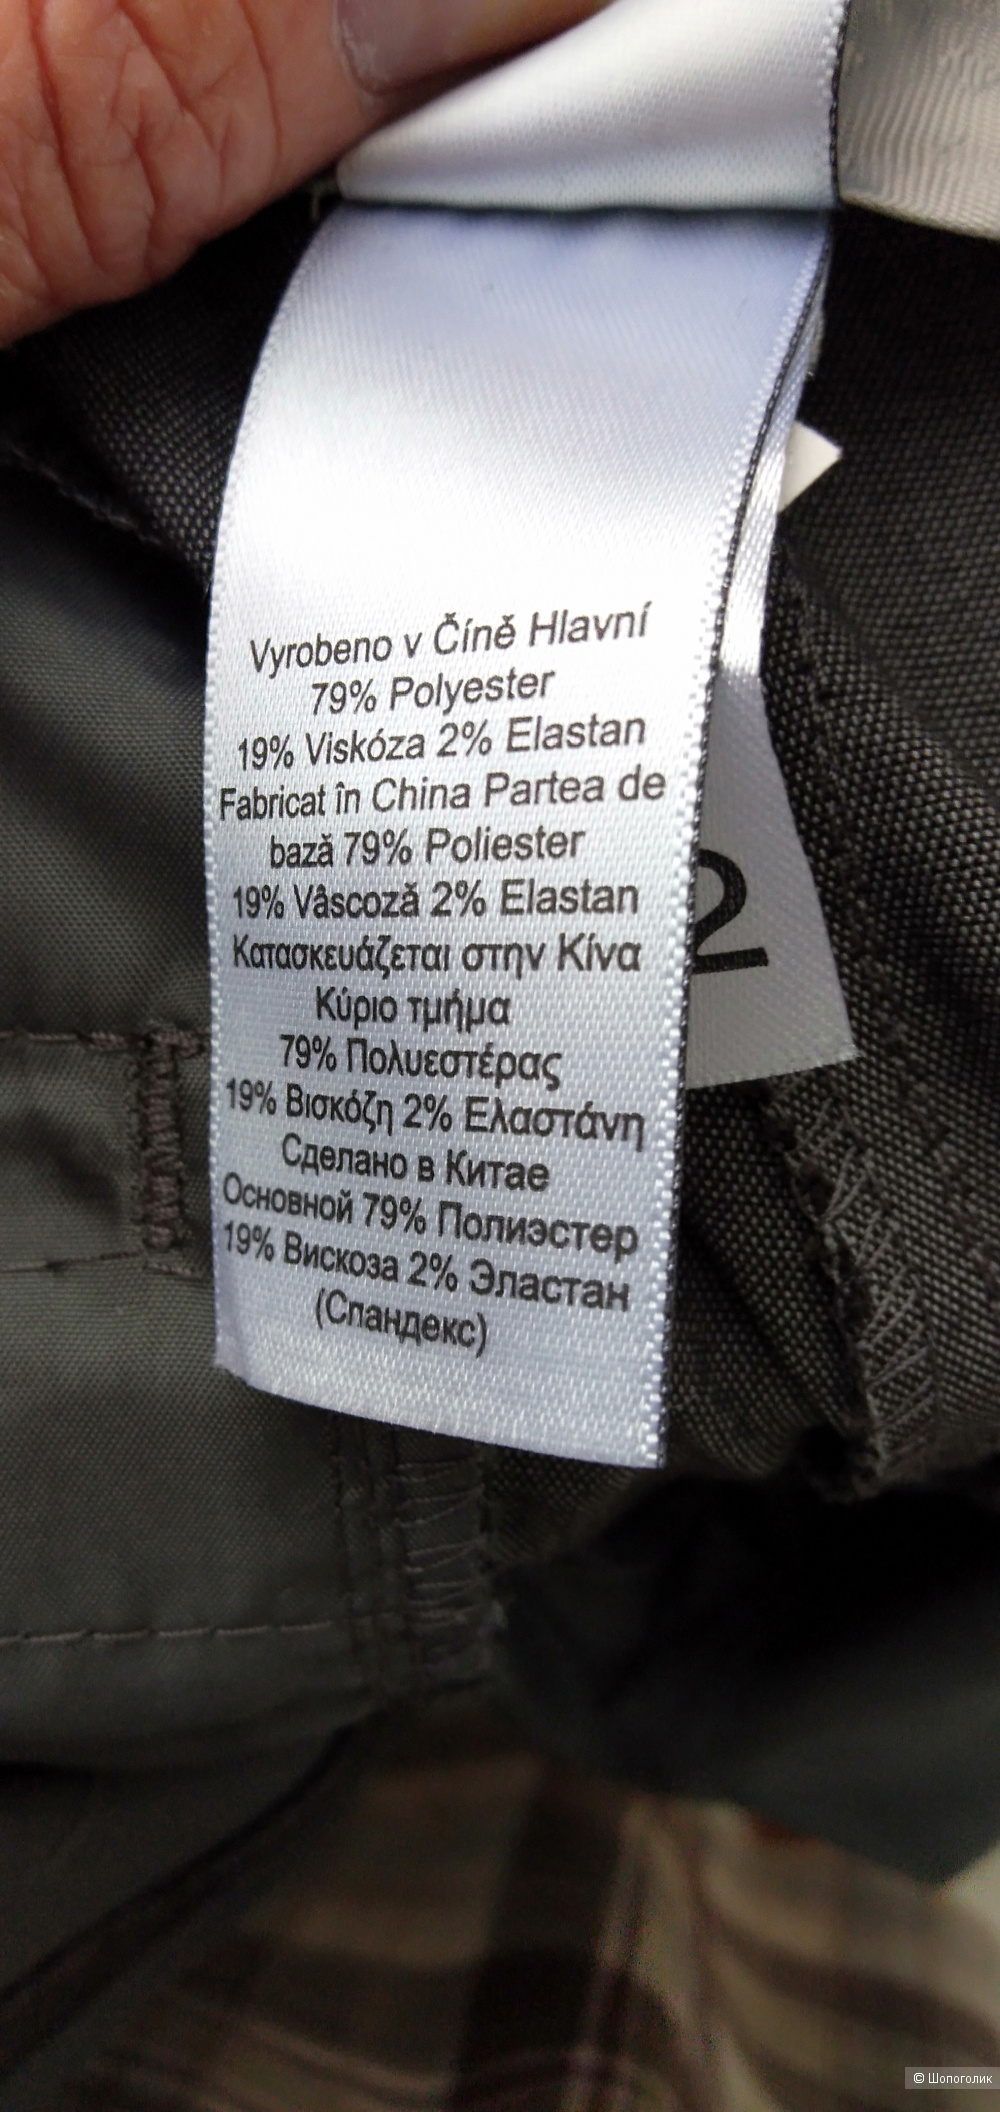 Vyrobeno v Číně Hlavní
79% Polyester
19% Viskóza 2% Elastan
Fabricat în China Partea de
bază 79% Poliester
19% Vâscoză 2% Elastan
Κατασκευάζεται στην Κίνα
Κύριο τμήμα
79% Πολυεστέρας
19% Βισκόζη 2% Ελαστάνη
Сделано в Китае
Основной 79% Полиэстер
19% Вискоза 2% Эластан
(Спандекс)
2
© Шопоголик